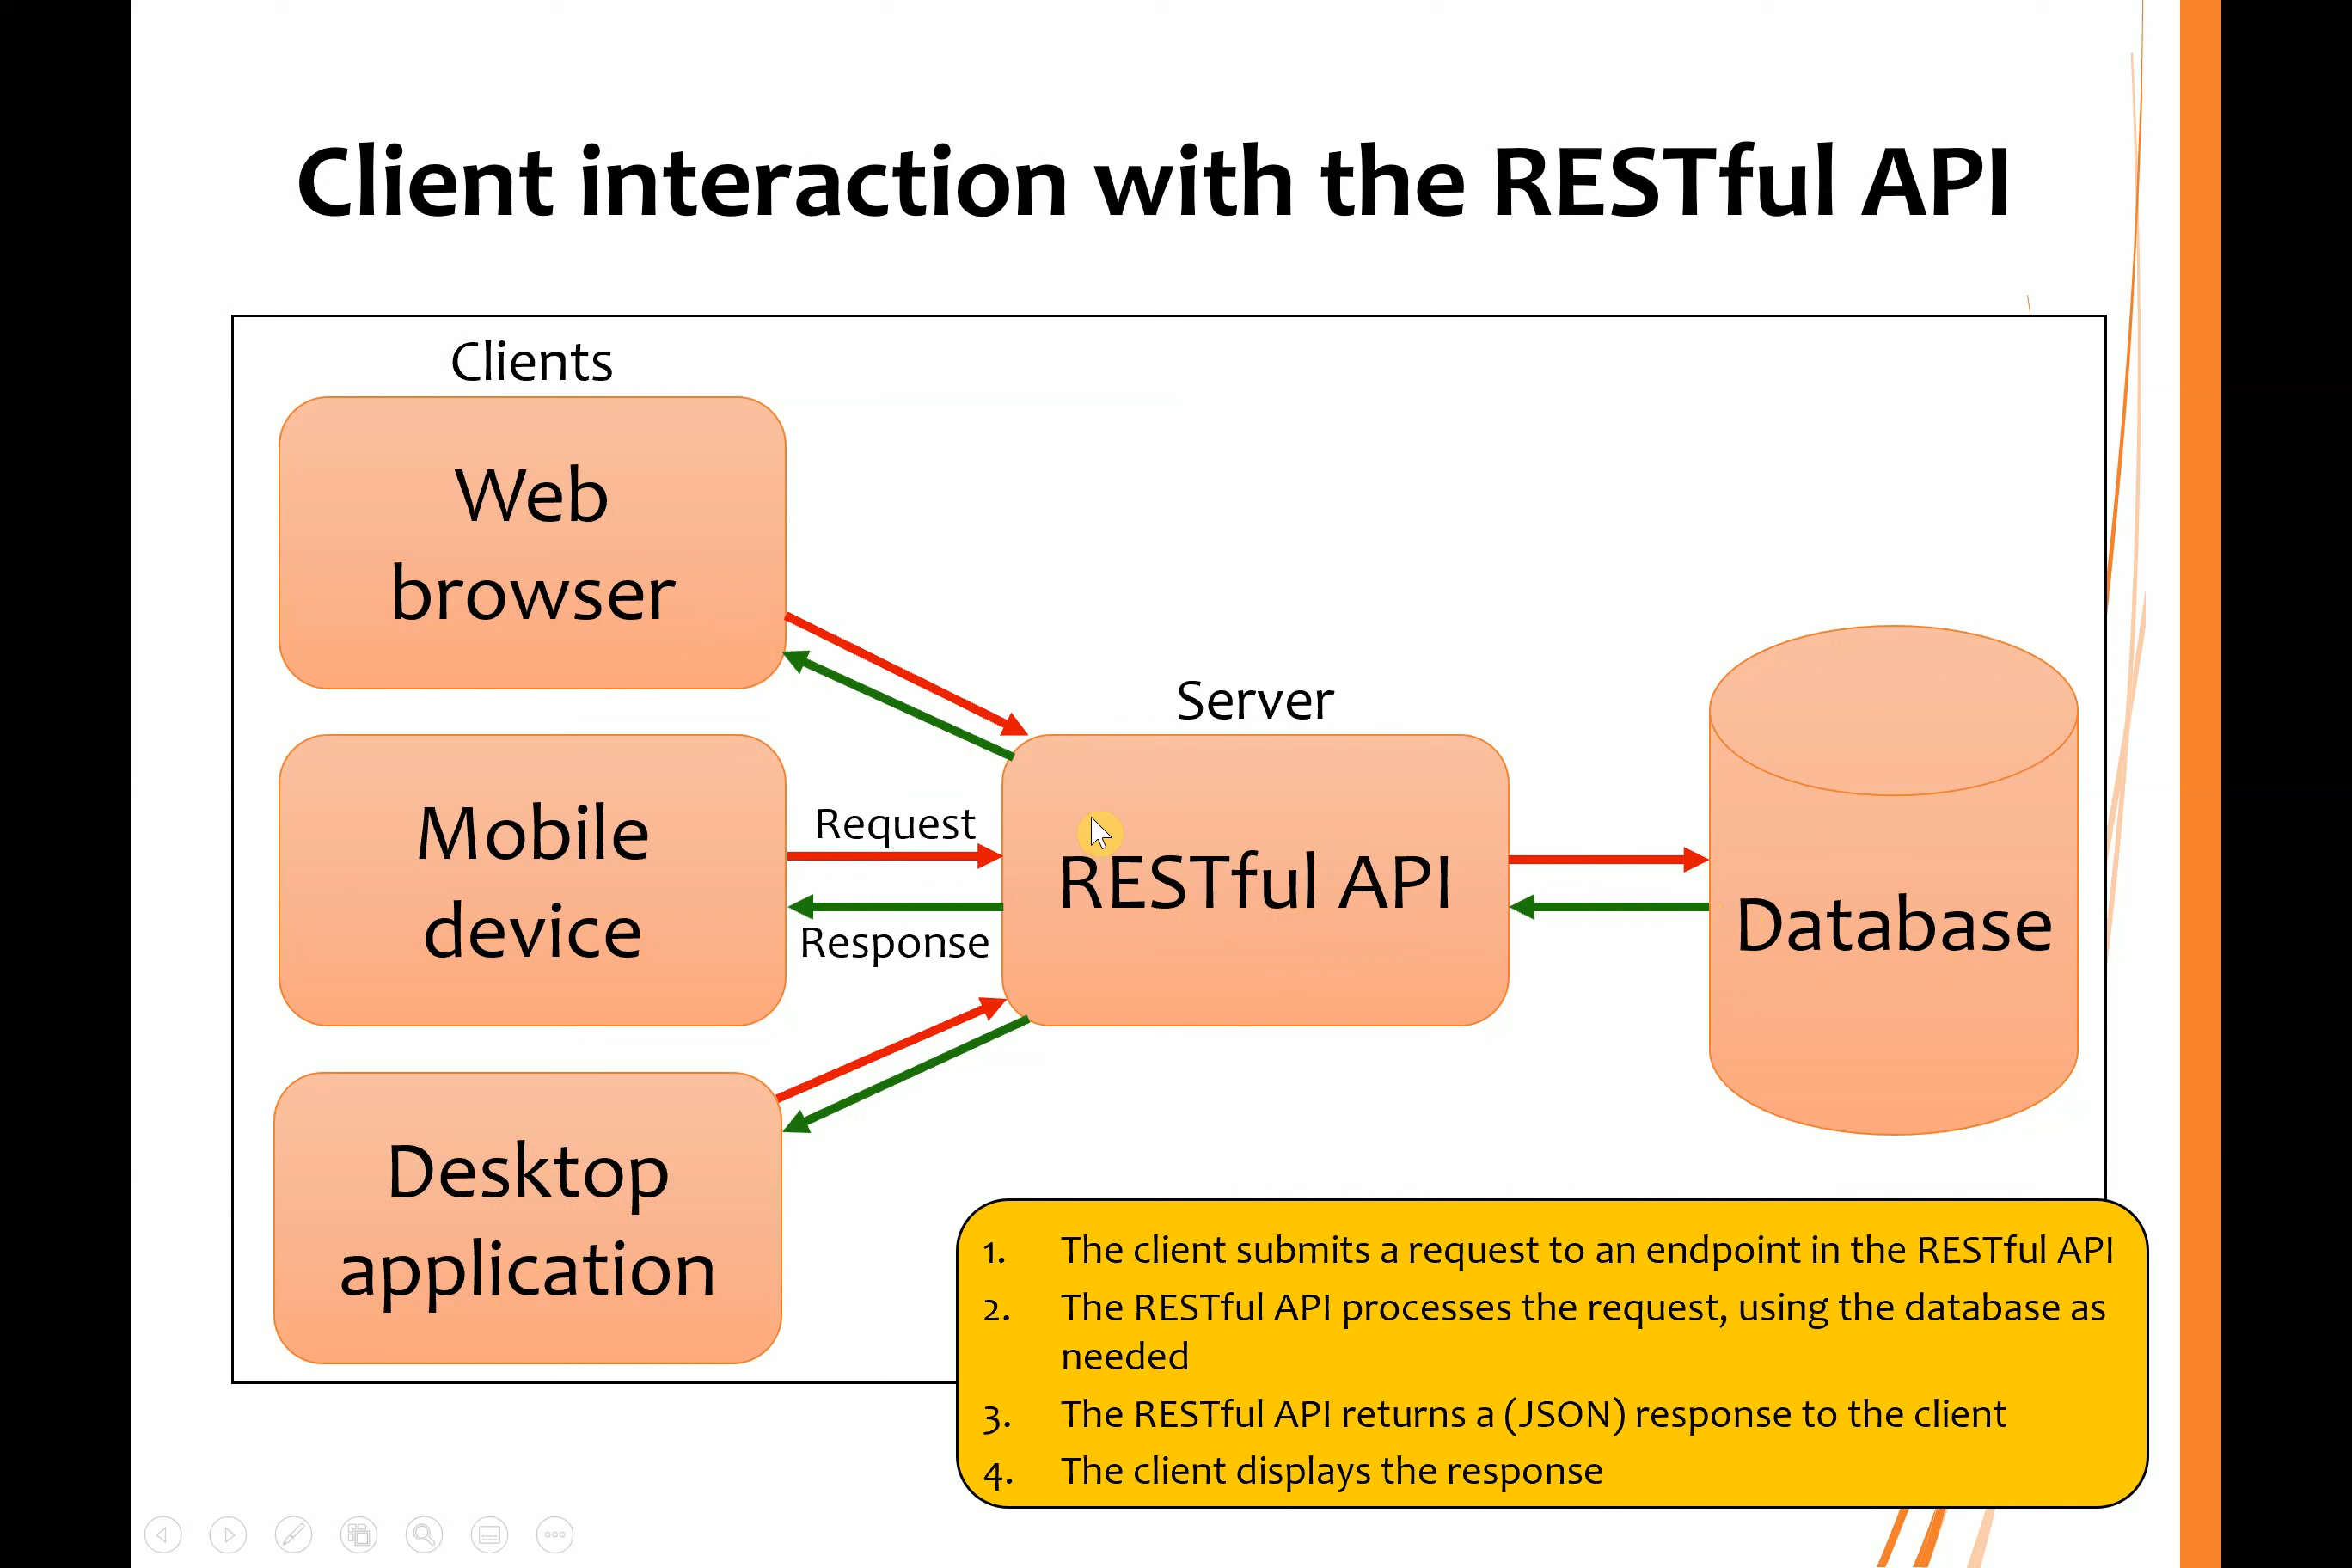 Client interaction with the RESTful API
Clients
Web
browser
Mobile
device
Desktop
application
Request
Response
Server
RESTful API
Database
1. The client submits a request to an endpoint in the RESTful API
2. The RESTful API processes the request, using the database as
needed
3. The RESTful API returns a (JSON) response to the client
4. The client displays the response